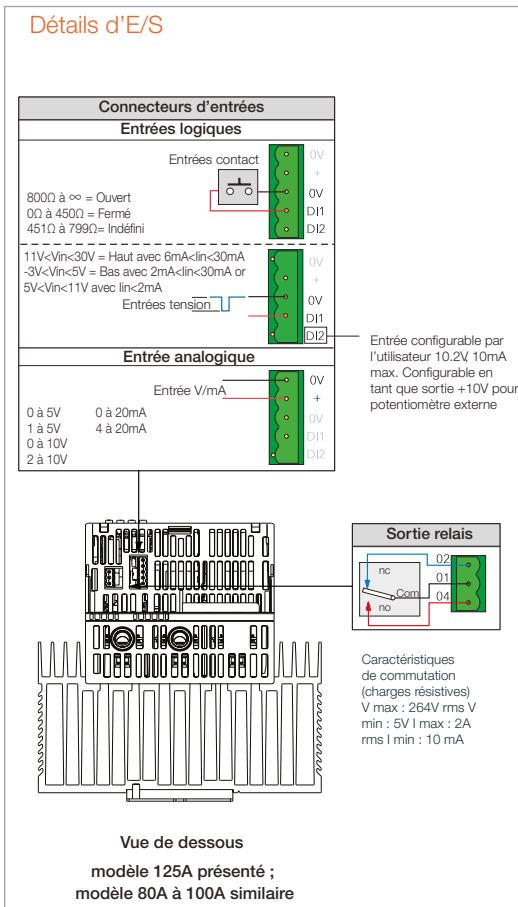 Détails d'E/S
Connecteurs d'entrées
Entrées logiques
Entrées contact
800Ω à ∞ = Ouvert
0Ω à 450Ω = Fermé
451Ω à 799Ω= Indéfini
0V
+
0V
DI1
DI2
11V<Vin<30V = Haut avec 6mA<Iin<30mA
-3V<Vin<5V = Bas avec 2mA<Iin<30mA or
5V<Vin<11V avec Iin<2mA
Entrées tension
0V
+
0V
DI1
DI2
Entrée configurable par
l'utilisateur 10.2V, 10mA
max. Configurable en
tant que sortie +10V pour
potentiomètre externe
Entrée analogique
Entrée V/mA
0 à 5V 0 à 20mA
1 à 5V 4 à 20mA
0 à 10V
2 à 10V
0V
+
0V
DI1
DI2
Sortie relais
nc
Com
no
02
01
04
Caractéristiques
de commutation
(charges résistives)
V max : 264V rms V
min : 5V I max : 2A
rms I min : 10 mA
Vue de dessous
modèle 125A présenté ;
modèle 80A à 100A similaire